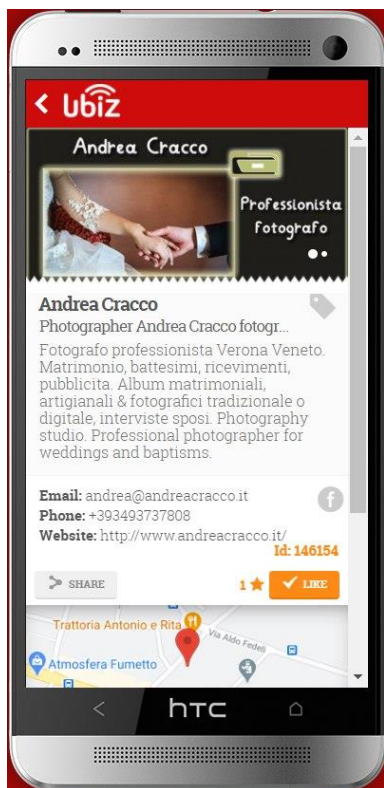 ubiz
Andrea Cracco
Professionista
fotografo
Andrea Cracco
Photographer Andrea Cracco fotogr...
Fotografo professionista Verona Veneto.
Matrimonio, battesimi, ricevimenti,
pubblicita. Album matrimoniali,
artigianali & fotografici tradizionale o
digitale, interviste sposi. Photography
studio. Professional photographer for
weddings and baptisms.
Email: andrea@andreacracco.it
Phone: +393493737808
Website: http://www.andreacracco.it/
Id: 146154
SHARE
1
LIKE
Trattoria Antonio e Rita
Via Aldo Fedeli
Atmosfera Fumetto
hTC